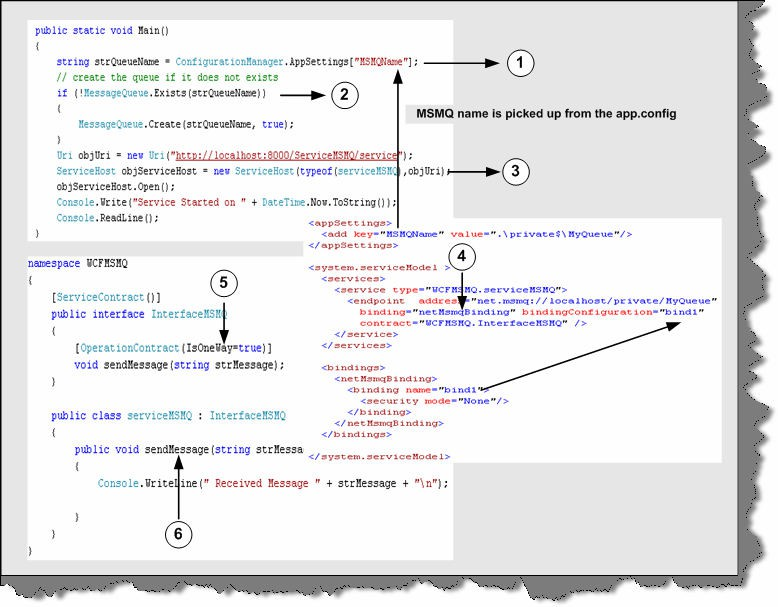 public static void Main()
{
string strQueueName = ConfigurationManager.AppSettings["MSMQName"];
1
// create the queue if it does not exists
if (!MessageQueue.Exists(strQueueName))
2
{
MSMQ name is picked up from the app.config
MessageQueue.Create(strQueueName, true);
}
Uri objUri = new Uri("http://localhost:8000/ServiceMSMQ/service");
ServiceHost objServiceHost = new ServiceHost(typeof(serviceMSMQ),objUri);
3
objServiceHost.Open();
Console.Write("Service Started on " + DateTime.Now.ToString());
Console.ReadLine();
}
<appSettings>
<add key="MSMQName" value=".\private$\MyQueue"/>
</appSettings>
4
<system.serviceModel >
<services>
<service type="WCFMSMQ.serviceMSMQ">
<endpoint address="net.msmq://localhost/private/MyQueue"
binding="netMsmqBinding" bindingConfiguration="bind1"
contract="WCFMSMQ.InterfaceMSMQ" />
</service>
</services>
<bindings>
<netMsmqBinding>
<binding name="bind1"
<security mode="None"/>
</binding>
</netMsmqBinding>
</bindings>
</system.serviceModel>
namespace WCFMSMQ
{
5
[ServiceContract()]
public interface InterfaceMSMQ
{
[OperationContract(IsOneWay=true)]
void sendMessage(string strMessage);
}
public class serviceMSMQ : InterfaceMSMQ
{
public void sendMessage(string strMessa
{
Console.WriteLine(" Received Message " + strMessage + "\n");
}
6
}
}